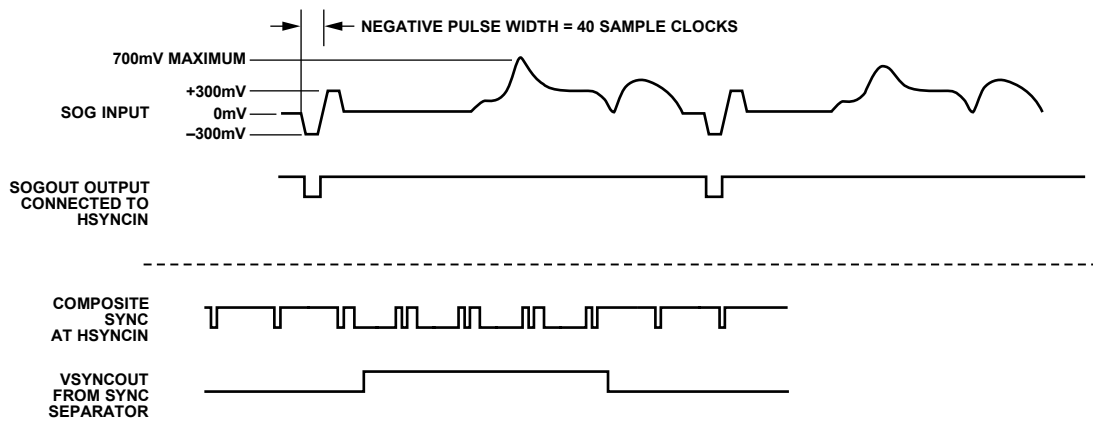 NEGATIVE PULSE WIDTH = 40 SAMPLE CLOCKS
700mV MAXIMUM
+300mV
SOG INPUT
0mV
–300mV
SOGOUT OUTPUT
CONNECTED TO
HSYNCIN
COMPOSITE
SYNC
AT HSYNCIN
VSYNCOUT
FROM SYNC
SEPARATOR